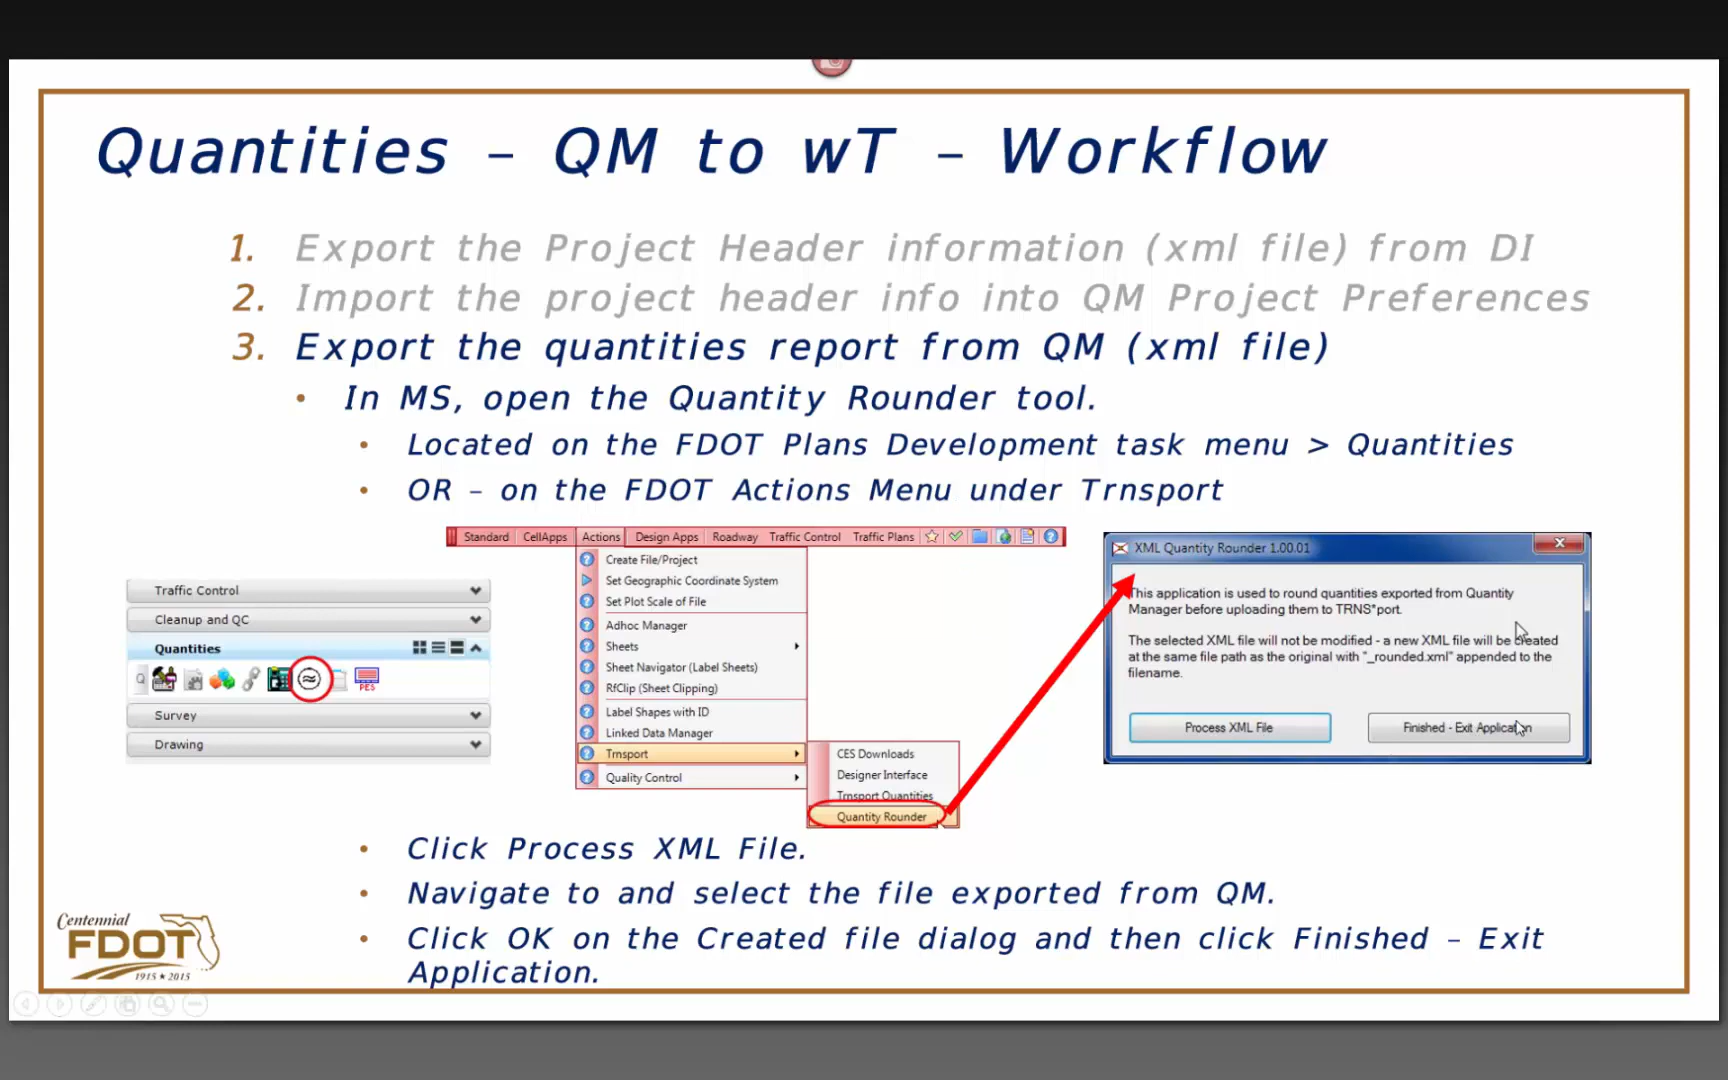 Quantities – QM to wT – Workflow
1. Export the Project Header information (xml file) from DI
2. Import the project header info into QM Project Preferences
3. Export the quantities report from QM (xml file)
• In MS, open the Quantity Rounder tool.
• Located on the FDOT Plans Development task menu > Quantities
• OR – on the FDOT Actions Menu under Trnsport
Traffic Control
Cleanup and QC
Quantities
Q
PES
Survey
Drawing
Standard CellApps Actions Design Apps Roadway Traffic Control Traffic Plans
Create File/Project
Set Geographic Coordinate System
Set Plot Scale of File
Adhoc Manager
Sheets
Sheet Navigator (Label Sheets)
RfClip (Sheet Clipping)
Label Shapes with ID
Linked Data Manager
Trnsport
Quality Control
CES Downloads
Designer Interface
Trnsport Quantities
Quantity Rounder
XML Quantity Rounder 1.00.01
This application is used to round quantities exported from Quantity
Manager before uploading them to TRNS*port.
The selected XML file will not be modified - a new XML file will be created
at the same file path as the original with "_rounded.xml" appended to the
filename.
Process XML File
Finished - Exit Application
• Click Process XML File.
• Navigate to and select the file exported from QM.
• Click OK on the Created file dialog and then click Finished – Exit
Application.
Centennial
FDOT
1915★2015